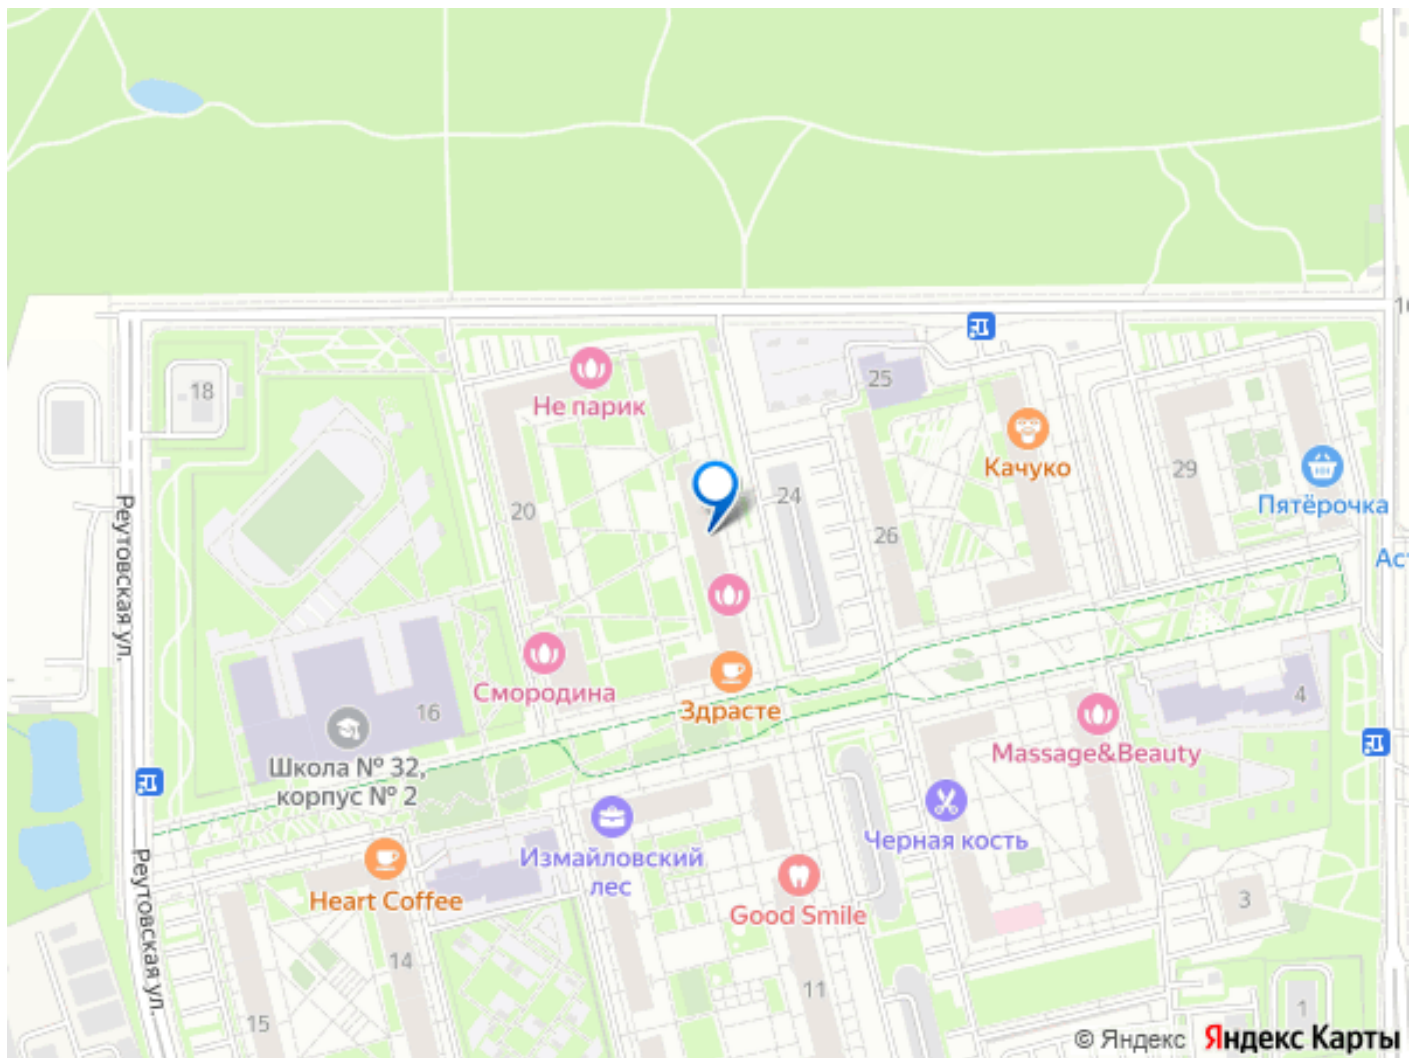 16
18
Не парик
25
Качуко
20
24
29
26
Пятёрочка
Аст
Реутовская ул.
Смородина
16
Здрасте
4
Massage&Beauty
Школа № 32,
корпус № 2
Черная кость
Измайловский
лес
Heart Coffee
Good Smile
3
Реутовская ул.
14
11
1
15
© Яндекс Яндекс Карты